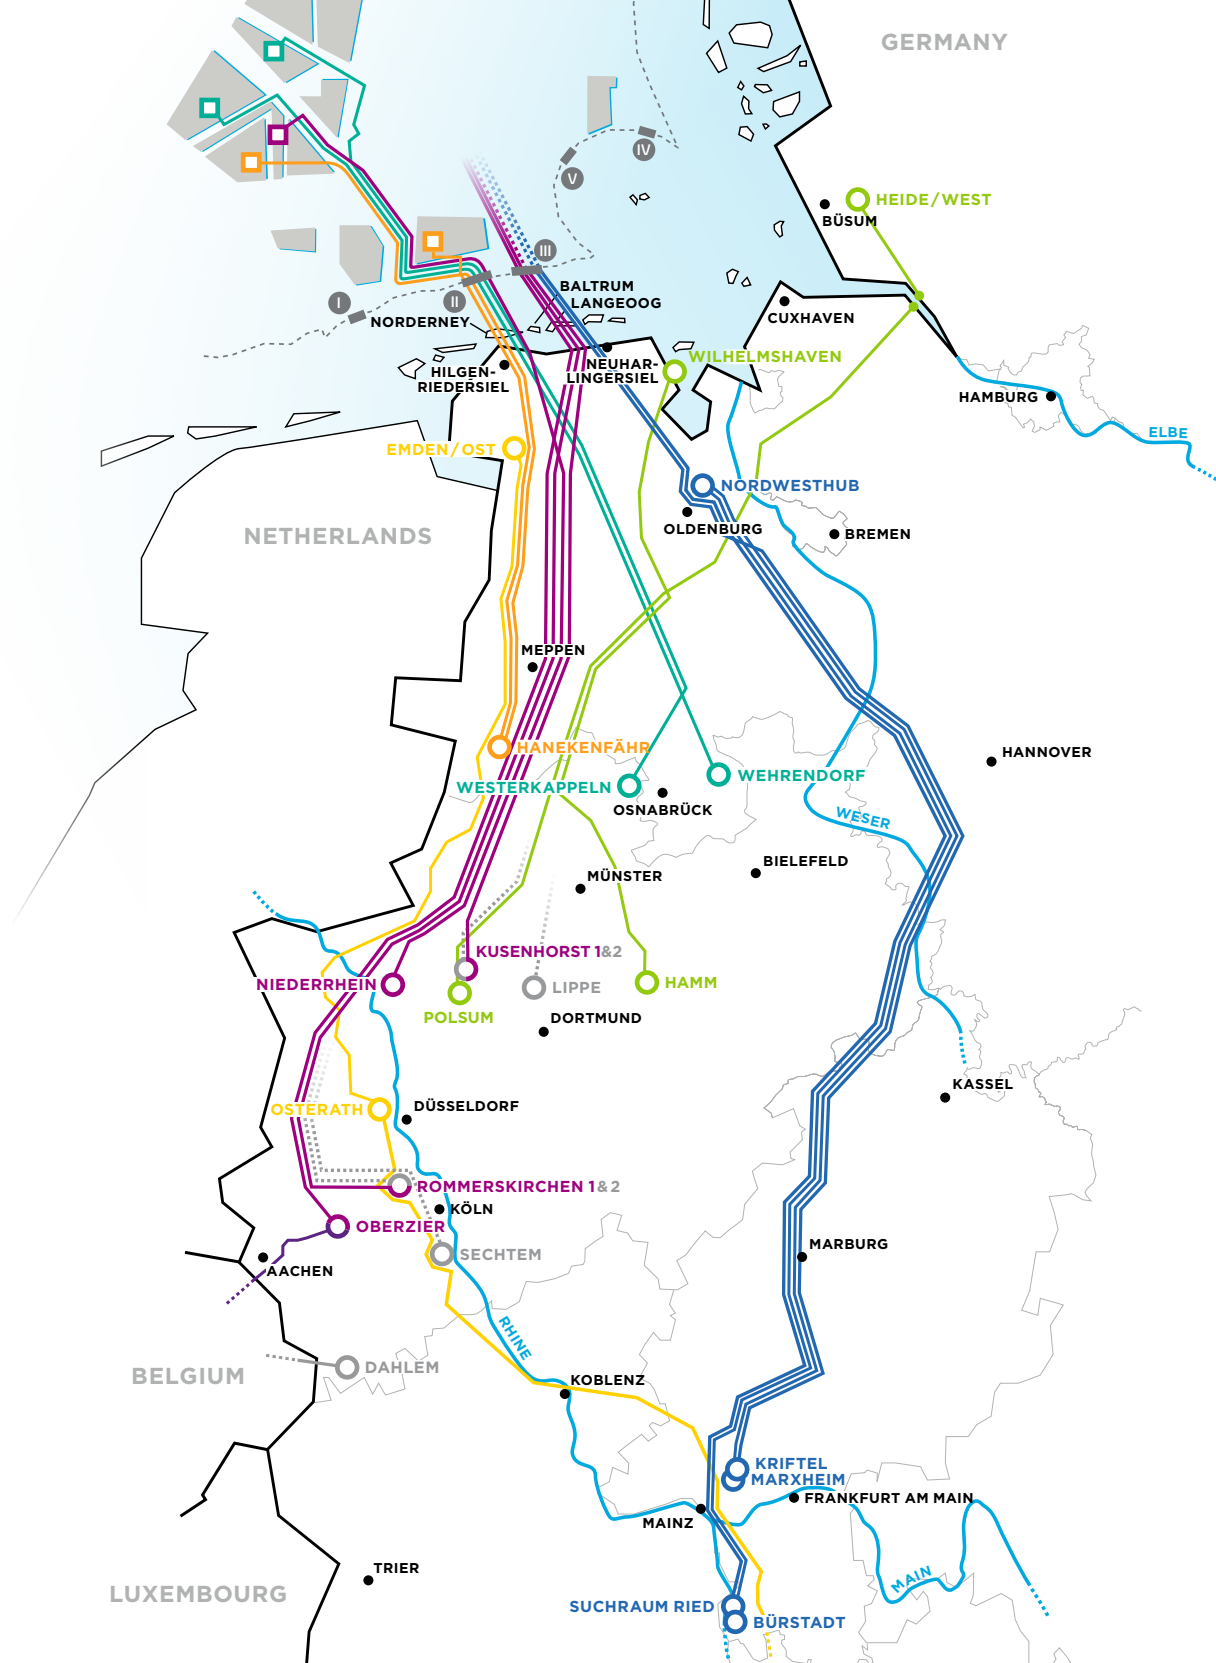 GERMANY
IV
V
HEIDE/WEST
BÜSUM
III
BALTRUM
LANGEOOG
I
II
NORDERNEY
CUXHAVEN
WILHELMSHAVEN
NEUHAR-
LINGERSIEL
HILGEN-
RIEDERSIEL
HAMBURG
ELBE
EMDEN/OST
NORDWESTHUB
OLDENBURG
BREMEN
NETHERLANDS
MEPPEN
HANEKENFÄHR
HANNOVER
WEHRENDORF
WESTERKAPPELN
OSNABRÜCK
WESER
BIELEFELD
MÜNSTER
KUSENHORST 1&2
NIEDERRHEIN
LIPPE
HAMM
POLSUM
DORTMUND
KASSEL
OSTERATH
DÜSSELDORF
ROMMERSKIRCHEN 1&2
KÖLN
OBERZIER
MARBURG
SECHTEM
AACHEN
RHINE
BELGIUM
DAHLEM
KOBLENZ
KRIFTEL
MARXHEIM
FRANKFURT AM MAIN
MAINZ
TRIER
MAIN
LUXEMBOURG
SUCHRAUM RIED
BÜRSTADT